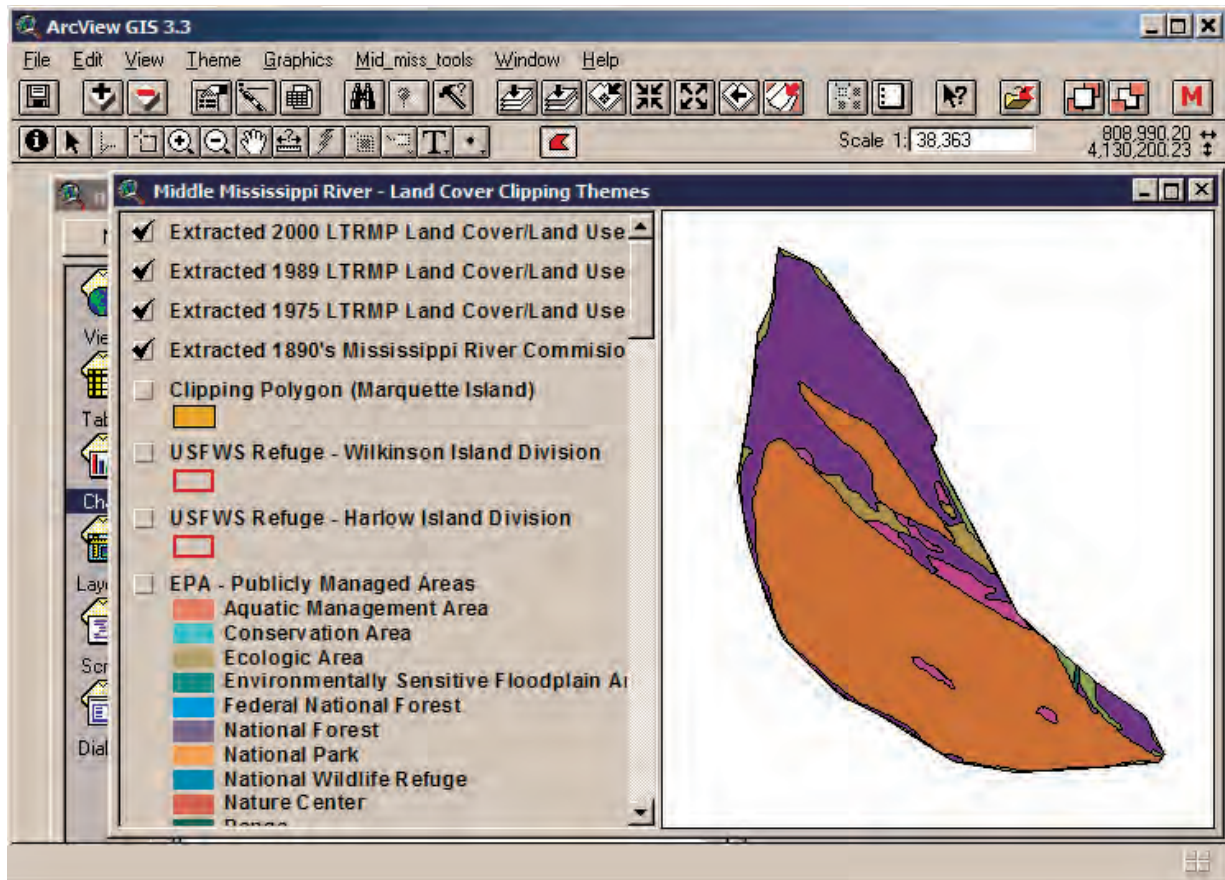 ArcView GIS 3.3
File Edit View Theme Graphics Mid_miss_tools Window Help
M
T
Scale 1: 38,363
808,990.20
4,130,200.23
Middle Mississippi River - Land Cover Clipping Themes
Extracted 2000 LTRMP Land Cover/Land Use
Extracted 1989 LTRMP Land Cover/Land Use
Extracted 1975 LTRMP Land Cover/Land Use
Extracted 1890's Mississippi River Commisio
Clipping Polygon (Marquette Island)
USFWS Refuge - Wilkinson Island Division
USFWS Refuge - Harlow Island Division
EPA - Publicly Managed Areas
Aquatic Management Area
Conservation Area
Ecologic Area
Environmentally Sensitive Floodplain Ar
Federal National Forest
National Forest
National Park
National Wildlife Refuge
Nature Center
Vie
Tab
Cha
Layo
Scr
Dial